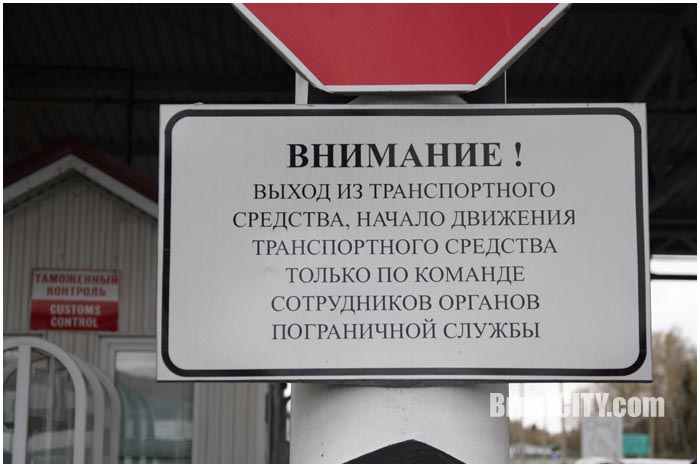 ВНИМАНИЕ !
ВЫХОД ИЗ ТРАНСПОРТНОГО
СРЕДСТВА, НАЧАЛО ДВИЖЕНИЯ
ТРАНСПОРТНОГО СРЕДСТВА
ТОЛЬКО ПО КОМАНДЕ
СОТРУДНИКОВ ОРГАНОВ
ПОГРАНИЧНОЙ СЛУЖБЫ
ТАМОЖЕННЫЙ
КОНТРОЛЬ
CUSTOMS
CONTROL
BrestCITY.com